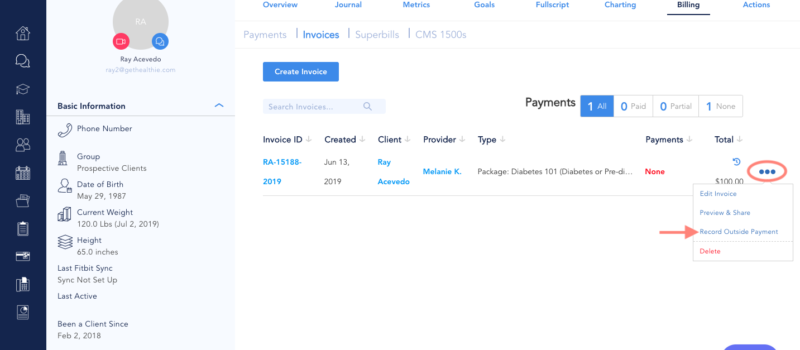 Overview Journal Metrics Goals Fullscript Charting Billing Actions
RA
Ray Acevedo
ray2@gethealthie.com
Basic Information
Phone Number
Group
Prospective Clients
Date of Birth
May 29, 1987
Current Weight
120.0 Lbs (Jul 2, 2019)
Height
65.0 inches
Last Fitbit Sync
Sync Not Set Up
Last Active
Been a Client Since
Feb 2, 2018
Payments | Invoices | Superbills | CMS 1500s
Create Invoice
Search Invoices...
Payments 1 All 0 Paid 0 Partial 1 None
Invoice ID Created Client Provider Type Payments Total
RA-15188-2019 Jun 13, 2019 Ray Acevedo Melanie K. Package: Diabetes 101 (Diabetes or Pre-di... None $100.00
Edit Invoice
Preview & Share
Record Outside Payment
Delete